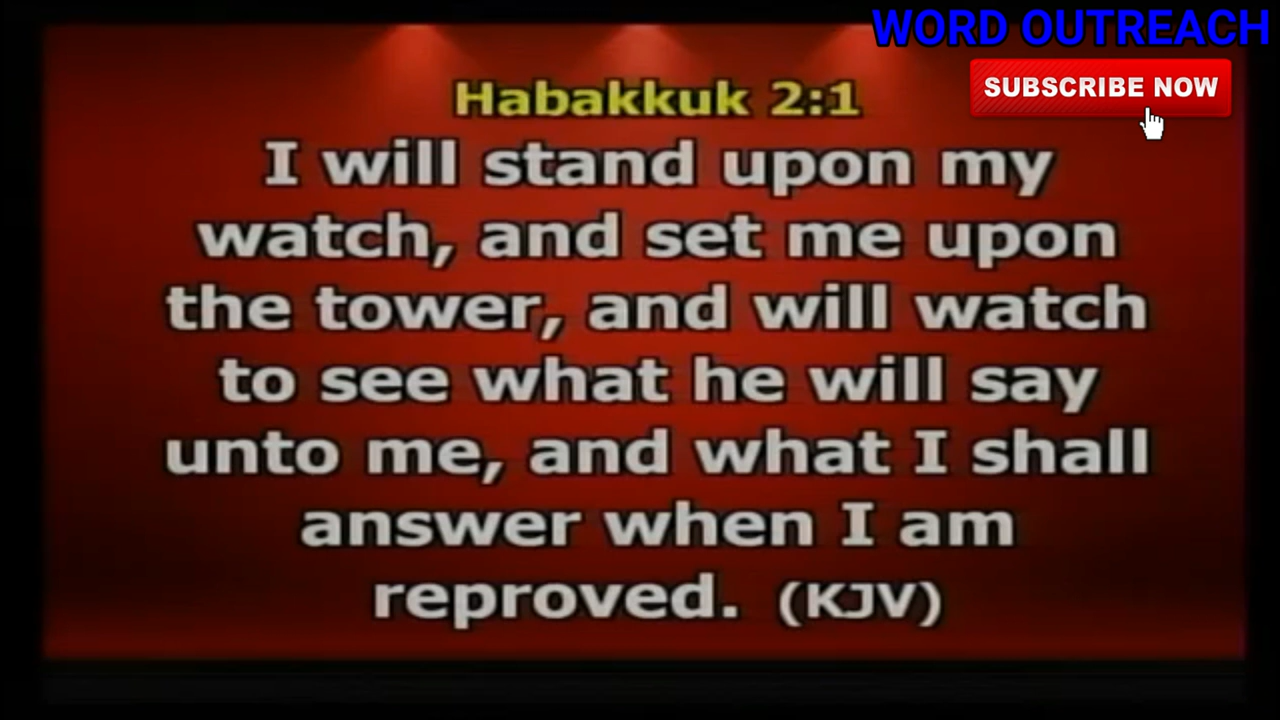 WORD OUTREACH
SUBSCRIBE NOW
Habakkuk 2:1
I will stand upon my
watch, and set me upon
the tower, and will watch
to see what he will say
unto me, and what I shall
answer when I am
reproved. (KJV)